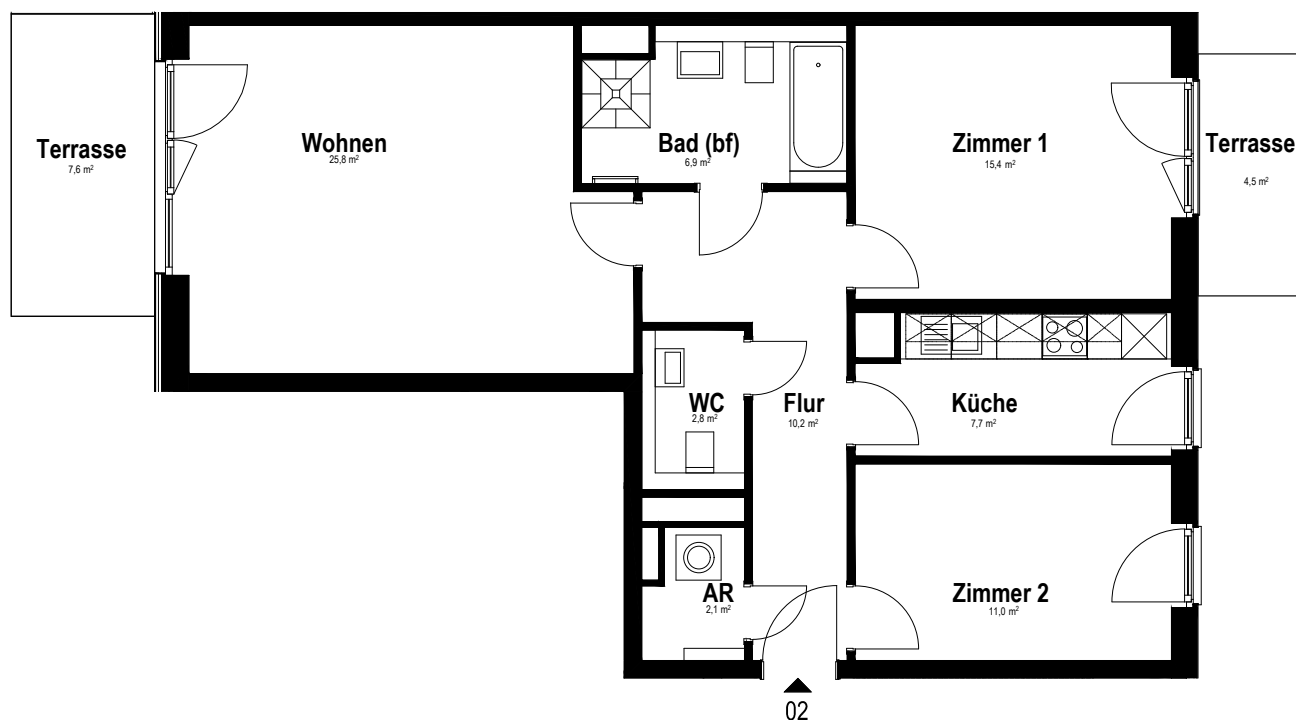 Terrasse
7,6 m²
Wohnen
25,8 m²
Bad (bf)
6,9 m²
Zimmer 1
15,4 m²
Terrasse
4,5 m²
WC
2,8 m²
Flur
10,2 m²
Küche
7,7 m²
AR
2,1 m²
Zimmer 2
11,0 m²
02